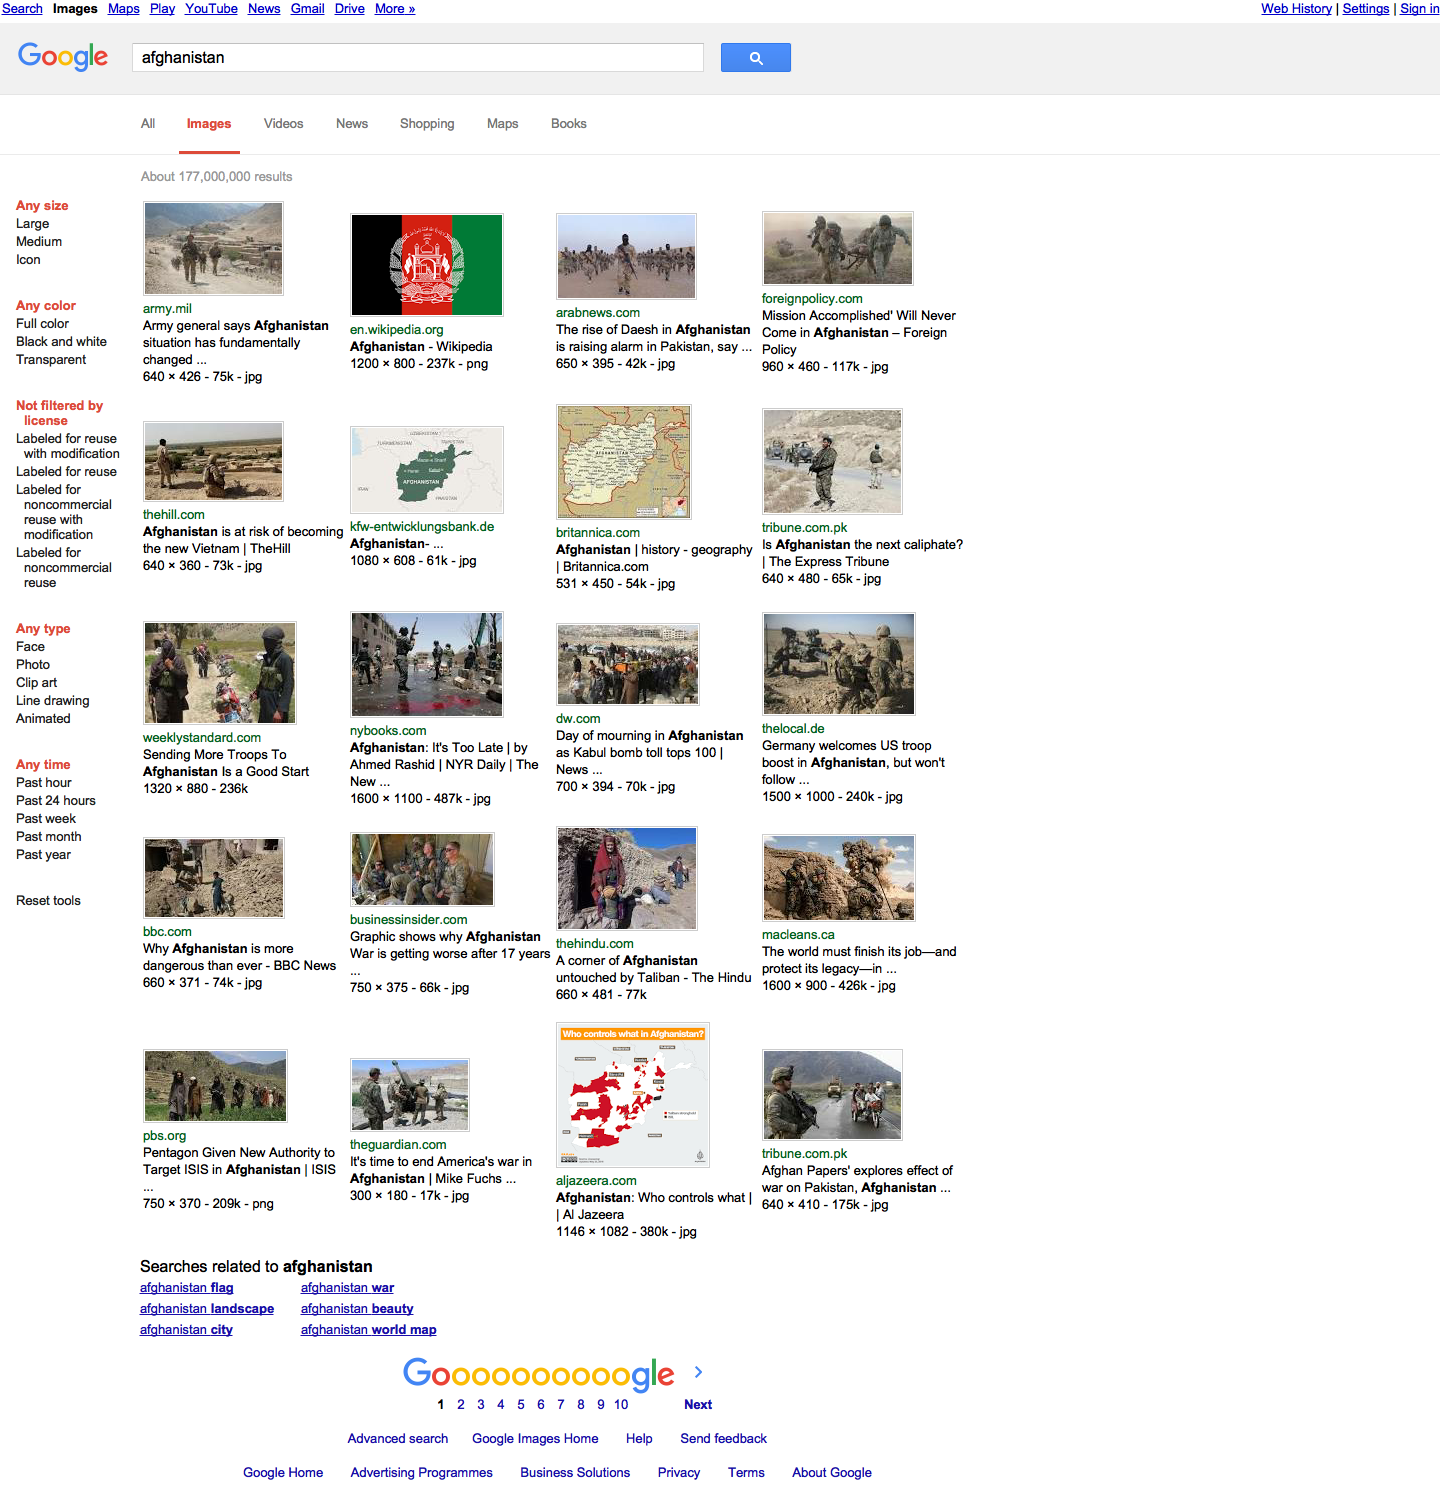 Search Images Maps Play YouTube News Gmail Drive More »
Web History | Settings | Sign in
Google
afghanistan
All Images Videos News Shopping Maps Books
About 177,000,000 results
Any size
Large
Medium
Icon
Any color
Full color
Black and white
Transparent
Not filtered by
license
Labeled for reuse
with modification
Labeled for reuse
Labeled for
noncommercial
reuse with
modification
Labeled for
noncommercial
reuse
Any type
Face
Photo
Clip art
Line drawing
Animated
Any time
Past hour
Past 24 hours
Past week
Past month
Past year
Reset tools
army.mil
Army general says Afghanistan
situation has fundamentally
changed ...
640 × 426 - 75k - jpg
en.wikipedia.org
Afghanistan - Wikipedia
1200 × 800 - 237k - png
arabnews.com
The rise of Daesh in Afghanistan
is raising alarm in Pakistan, say ...
650 × 395 - 42k - jpg
foreignpolicy.com
Mission Accomplished' Will Never
Come in Afghanistan – Foreign
Policy
960 × 460 - 117k - jpg
thehill.com
Afghanistan is at risk of becoming
the new Vietnam | TheHill
640 × 360 - 73k - jpg
AFGHANISTAN
kfw-entwicklungsbank.de
Afghanistan- ...
1080 × 608 - 61k - jpg
AFGHANISTAN
britannica.com
Afghanistan | history - geography
| Britannica.com
531 × 450 - 54k - jpg
tribune.com.pk
Is Afghanistan the next caliphate?
| The Express Tribune
640 × 480 - 65k - jpg
weeklystandard.com
Sending More Troops To
Afghanistan Is a Good Start
1320 × 880 - 236k
nybooks.com
Afghanistan: It's Too Late | by
Ahmed Rashid | NYR Daily | The
New ...
1600 × 1100 - 487k - jpg
dw.com
Day of mourning in Afghanistan
as Kabul bomb toll tops 100 |
News ...
700 × 394 - 70k - jpg
thelocal.de
Germany welcomes US troop
boost in Afghanistan, but won't
follow ...
1500 × 1000 - 240k - jpg
bbc.com
Why Afghanistan is more
dangerous than ever - BBC News
660 × 371 - 74k - jpg
businessinsider.com
Graphic shows why Afghanistan
War is getting worse after 17 years
...
750 × 375 - 66k - jpg
thehindu.com
A corner of Afghanistan
untouched by Taliban - The Hindu
660 × 481 - 77k
macleans.ca
The world must finish its job—and
protect its legacy—in ...
1600 × 900 - 426k - jpg
pbs.org
Pentagon Given New Authority to
Target ISIS in Afghanistan | ISIS
...
750 × 370 - 209k - png
theguardian.com
It's time to end America's war in
Afghanistan | Mike Fuchs ...
300 × 180 - 17k - jpg
Who controls what in Afghanistan?
aljazeera.com
Afghanistan: Who controls what |
| Al Jazeera
1146 × 1082 - 380k - jpg
tribune.com.pk
Afghan Papers' explores effect of
war on Pakistan, Afghanistan ...
640 × 410 - 175k - jpg
Searches related to afghanistan
afghanistan flag afghanistan war
afghanistan landscape afghanistan beauty
afghanistan city afghanistan world map
Goooooooooogle >
1 2 3 4 5 6 7 8 9 10 Next
Advanced search Google Images Home Help Send feedback
Google Home Advertising Programmes Business Solutions Privacy Terms About Google